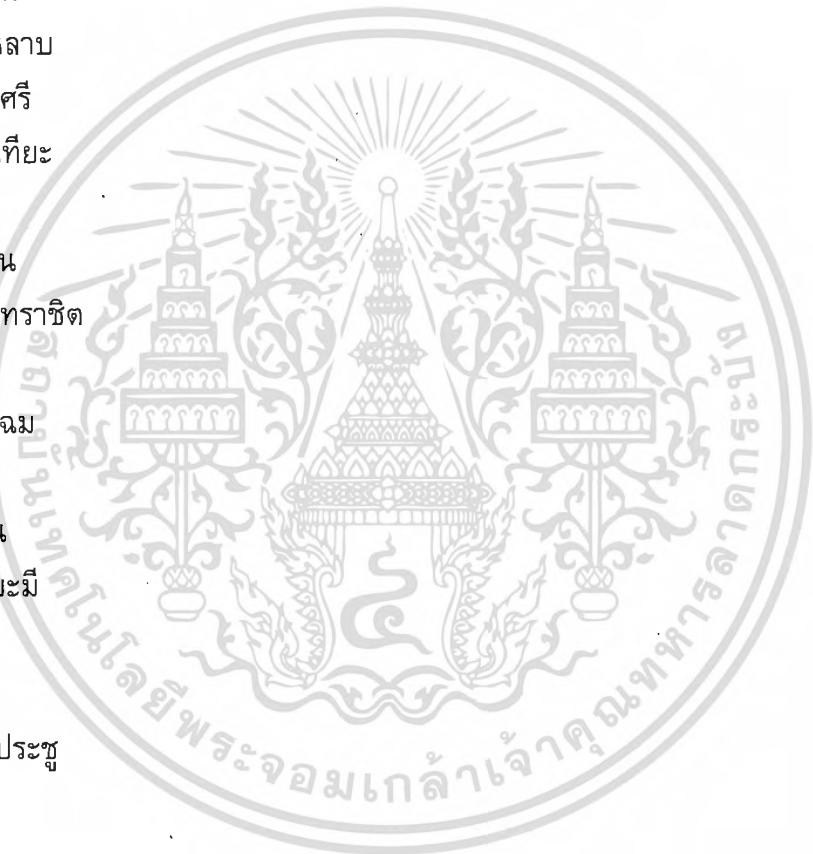 ลาบ
ศรี
เทียะ
น
ทราชิต
ฉม
น
ะมี
ประชู
สถาบันเทคโนโลยีพระจอมเกล้าเจ้าคุณทหารลาดกระบัง
๔